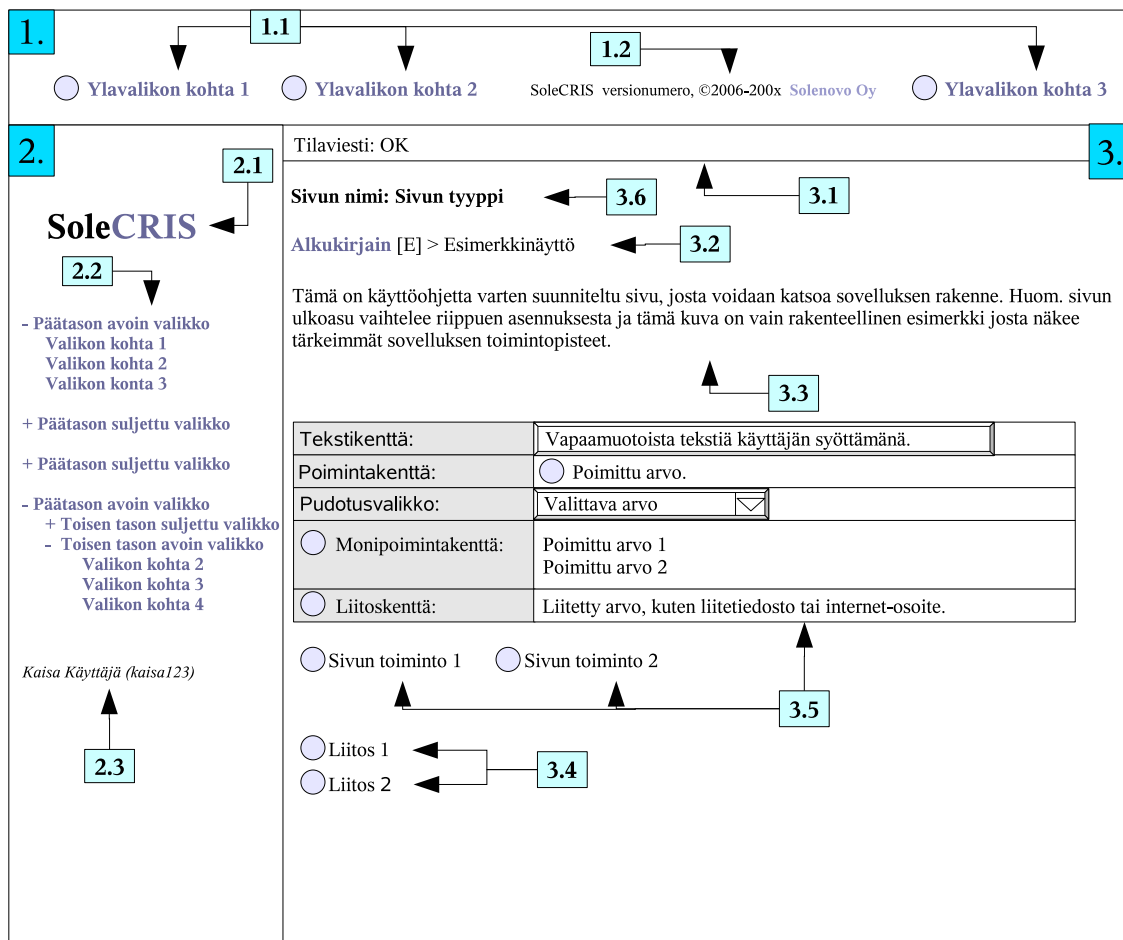 1.
1.1
1.2
Ylavalikon kohta 1
Ylavalikon kohta 2
SoleCRIS versionumero, ©2006-200x Solenovo Oy
Ylavalikon kohta 3
2.
2.1
SoleCRIS
2.2
- Päätason avoin valikko
Valikon kohta 1
Valikon kohta 2
Valikon konta 3
+ Päätason suljettu valikko
+ Päätason suljettu valikko
- Päätason avoin valikko
+ Toisen tason suljettu valikko
- Toisen tason avoin valikko
Valikon kohta 2
Valikon kohta 3
Valikon kohta 4
Kaisa Käyttäjä (kaisa123)
2.3
Tilaviesti: OK
3.
3.1
Sivun nimi: Sivun tyyppi
3.6
Alkukirjain [E] > Esimerkkinäyttö
3.2
Tämä on käyttöohjetta varten suunniteltu sivu, josta voidaan katsoa sovelluksen rakenne. Huom. sivun
ulkoasu vaihtelee riippuen asennuksesta ja tämä kuva on vain rakenteellinen esimerkki josta näkee
tärkeimmät sovelluksen toimintopisteet.
3.3
Tekstikenttä: Vapaamuotoista tekstiä käyttäjän syöttämänä.
Poimintakenttä: Poimittu arvo.
Pudotusvalikko: Valittava arvo
Monipoimintakenttä: Poimittu arvo 1
Poimittu arvo 2
Liitoskenttä: Liitetty arvo, kuten liitetiedosto tai internet-osoite.
Sivun toiminto 1 Sivun toiminto 2
3.5
Liitos 1
3.4
Liitos 2